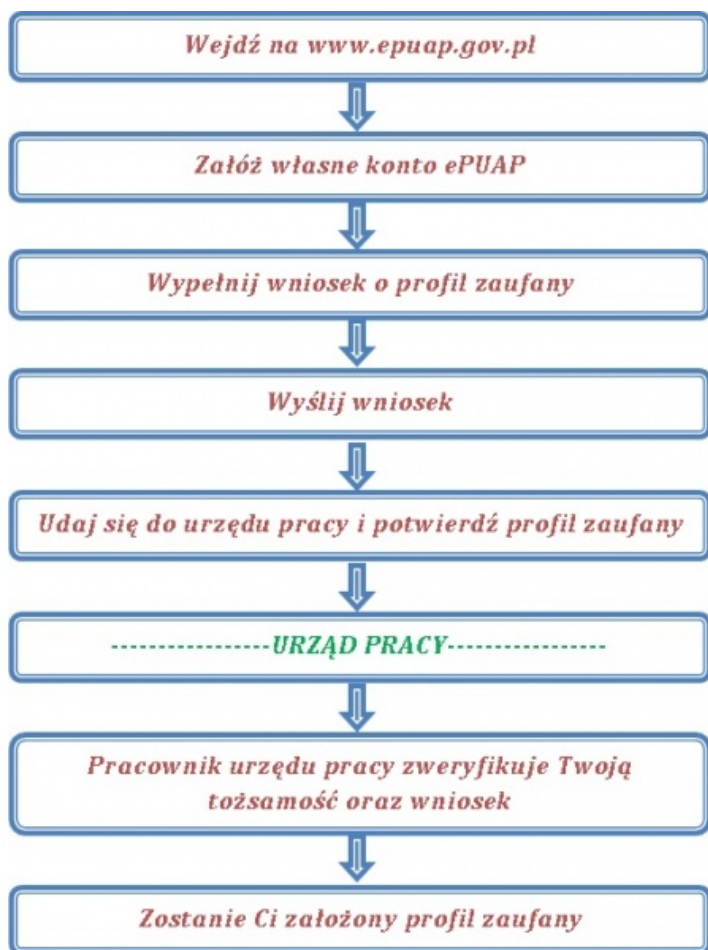 Wejdź na www.epuap.gov.pl
Załóż własne konto ePUAP
Wypełnij wniosek o profil zaufany
Wyślij wniosek
Udaj się do urzędu pracy i potwierdź profil zaufany
-----------------URZĄD PRACY-----------------
Pracownik urzędu pracy zweryfikuje Twoją
tożsamość oraz wniosek
Zostanie Ci założony profil zaufany